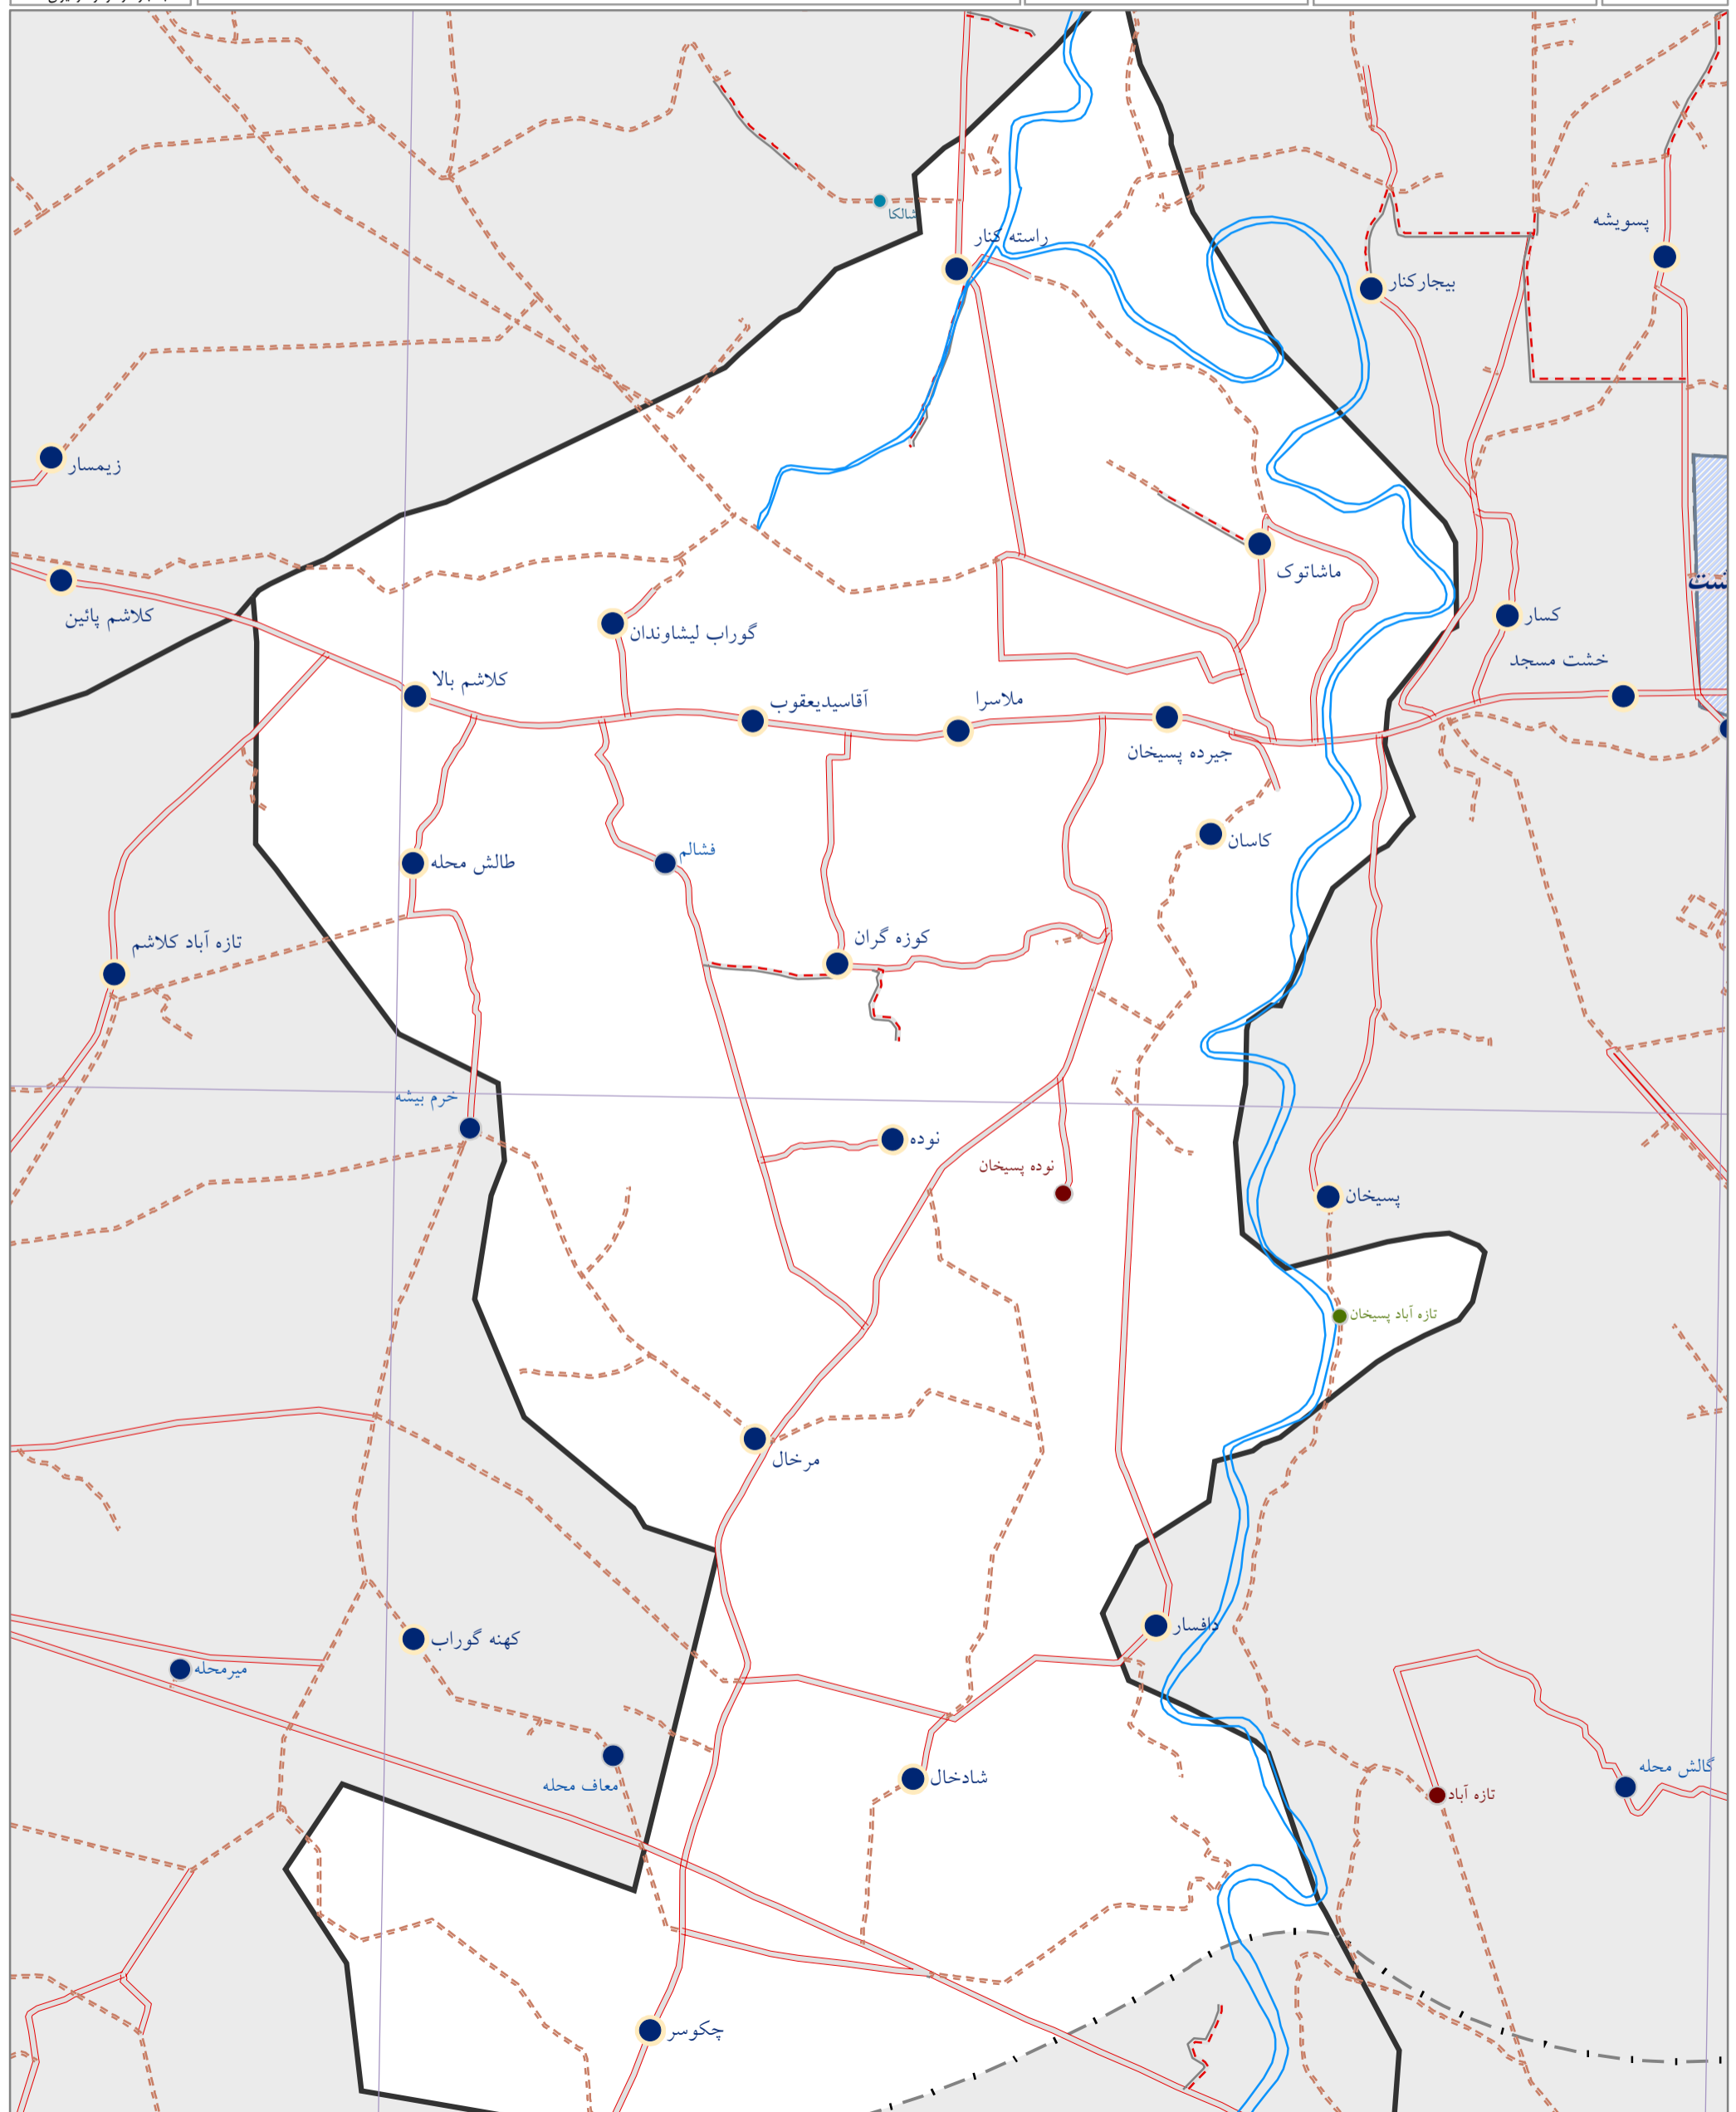 شالکا
راسته کنار
پسویشه
بیجارکنار
زیمسار
ماشاتوک
کلاشم پائین
گوراب لیشاوندان
کسار
خشت مسجد
کلاشم بالا
آقاسیدیعقوب
ملاسرا
جیرده پسیخان
کاسان
فشالم
طالش محله
تازه آباد کلاشم
کوزه گران
خرم بیشه
نوده
نوده پسیخان
پسیخان
تازه آباد پسیخان
مرخال
دافسار
کهنه گوراب
میرمحله
معاف محله
شادخال
گالش محله
تازه آباد
چکوسر